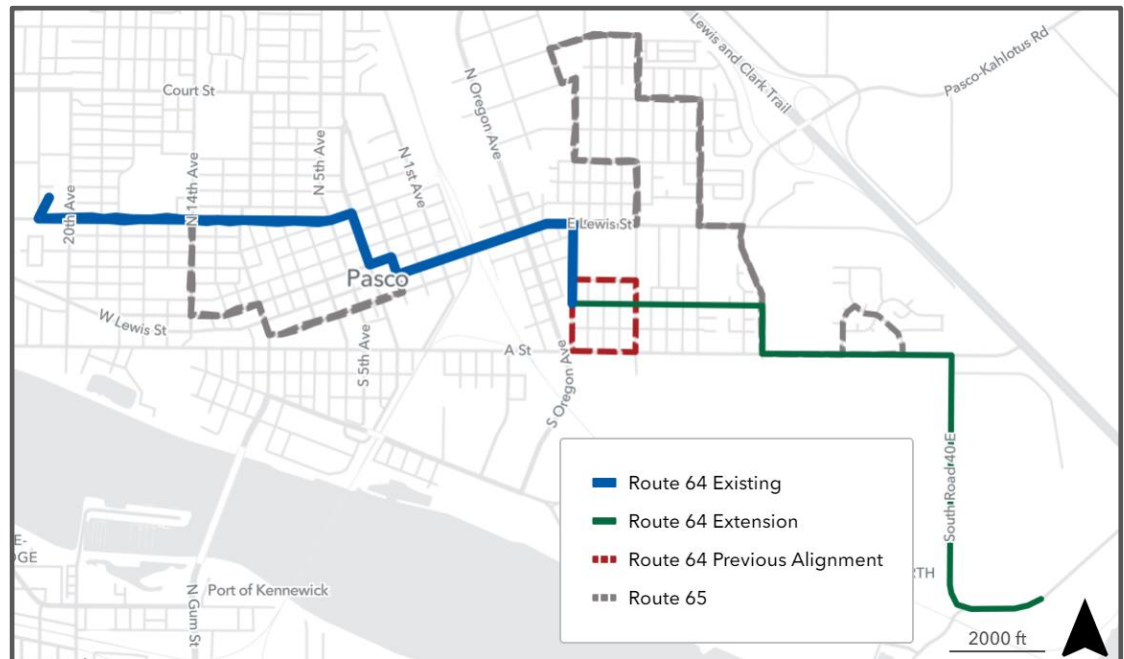 Lewis and Clark Trail
Pasco-Kahlotus Rd
Court St
N Oregon Ave
N 5th Ave
N 1st Ave
N 14th Ave
20th Ave
E Lewis St
Pasco
W Lewis St
S 5th Ave
A St
S Oregon Ave
South Road 40 E
Route 64 Existing
Route 64 Extension
Route 64 Previous Alignment
Route 65
E-
GE
RTH
Port of Kennewick
N Gum St
2000 ft